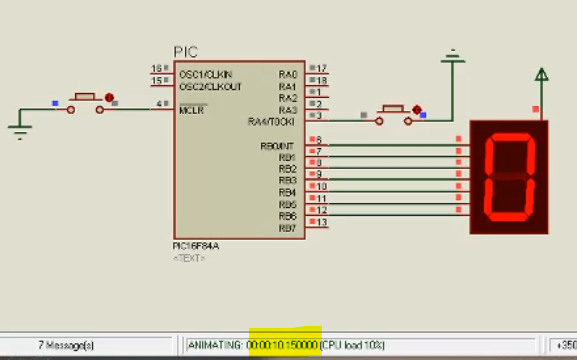 PIC
16 OSC1/CLKIN RA0 17
15 OSC2/CLKOUT RA1 18
RA2 1
4 MCLR RA3 2
RA4/T0CKI 3
RB0/INT 6
RB1 7
RB2 8
RB3 9
RB4 10
RB5 11
RB6 12
RB7 13
PIC16F84A
<TEXT>
7 Message(s) ANIMATING: 00:00:10.150000 (CPU load 10%) +350